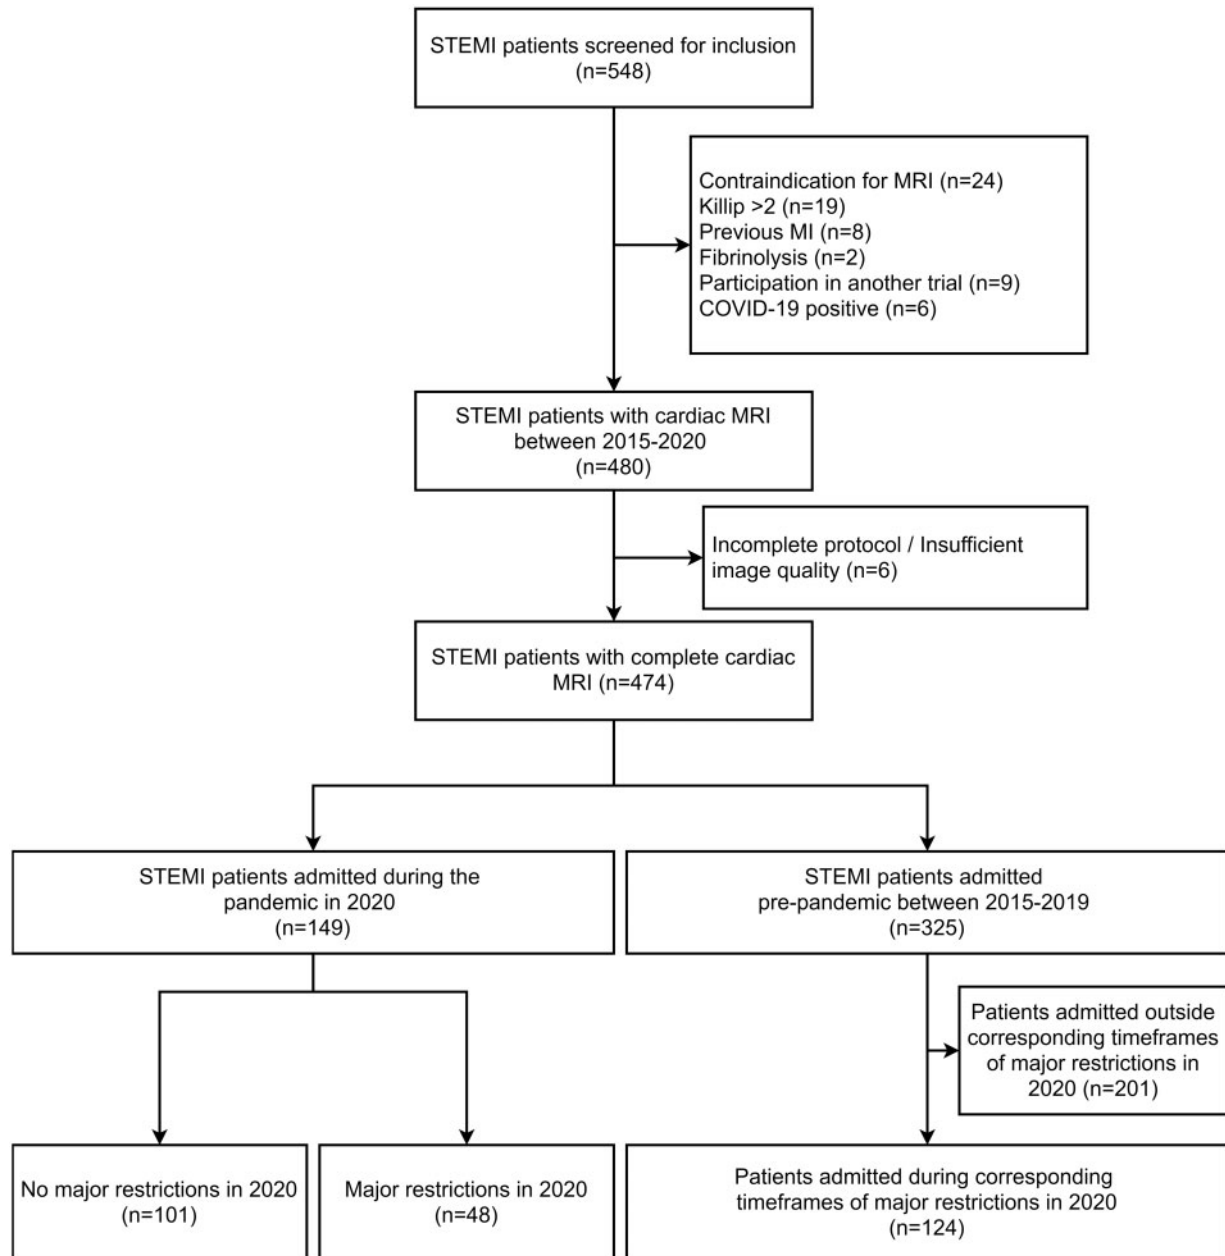 STEMI patients screened for inclusion
(n=548)
Contraindication for MRI (n=24)
Killip >2 (n=19)
Previous MI (n=8)
Fibrinolysis (n=2)
Participation in another trial (n=9)
COVID-19 positive (n=6)
STEMI patients with cardiac MRI
between 2015-2020
(n=480)
Incomplete protocol / Insufficient
image quality (n=6)
STEMI patients with complete cardiac
MRI (n=474)
STEMI patients admitted during the
pandemic in 2020
(n=149)
STEMI patients admitted
pre-pandemic between 2015-2019
(n=325)
Patients admitted outside
corresponding timeframes
of major restrictions in
2020 (n=201)
No major restrictions in 2020
(n=101)
Major restrictions in 2020
(n=48)
Patients admitted during corresponding
timeframes of major restrictions in 2020
(n=124)